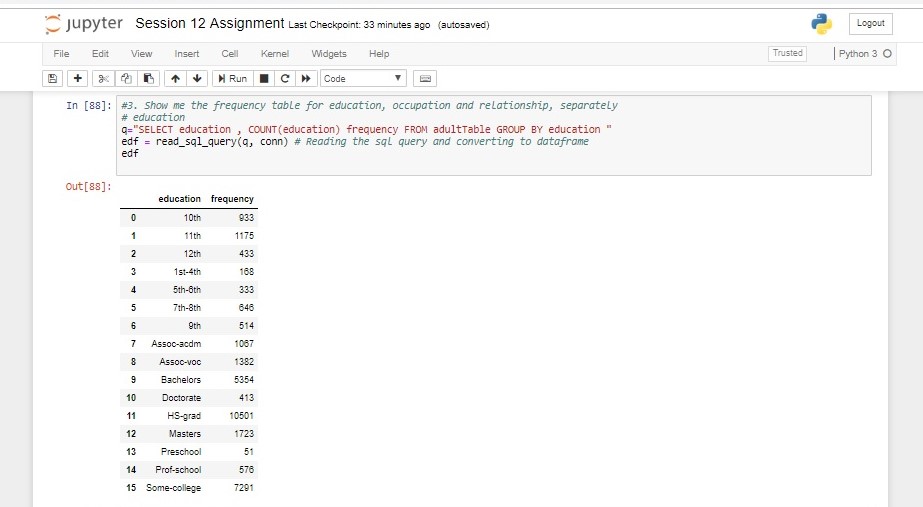 jupyter Session 12 Assignment Last Checkpoint: 33 minutes ago (autosaved)
Logout
File Edit View Insert Cell Kernel Widgets Help Trusted Python 3
Run Code
In [88]: #3. Show me the frequency table for education, occupation and relationship, separately
# education
q="SELECT education , COUNT(education) frequency FROM adultTable GROUP BY education "
edf = read_sql_query(q, conn) # Reading the sql query and converting to dataframe
edf
Out[88]:
education frequency
0 10th 933
1 11th 1175
2 12th 433
3 1st-4th 168
4 5th-6th 333
5 7th-8th 646
6 9th 514
7 Assoc-acdm 1067
8 Assoc-voc 1382
9 Bachelors 5354
10 Doctorate 413
11 HS-grad 10501
12 Masters 1723
13 Preschool 51
14 Prof-school 576
15 Some-college 7291